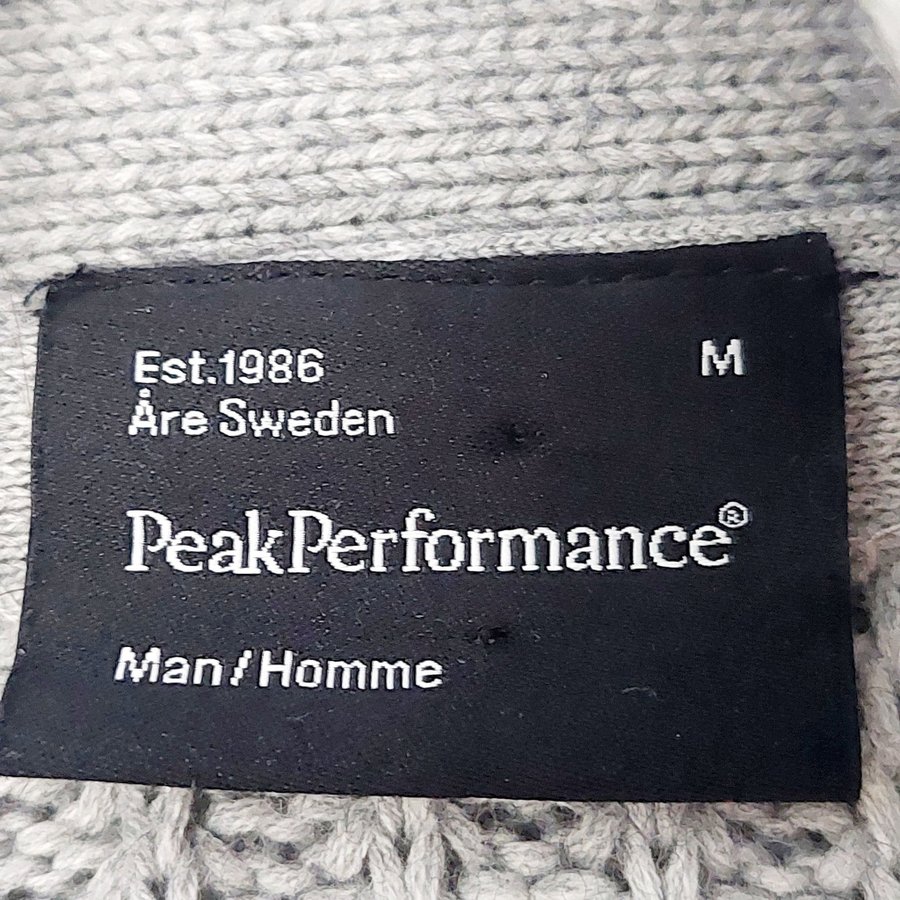 Est.1986
M
Åre Sweden
PeakPerformance®
Man/Homme